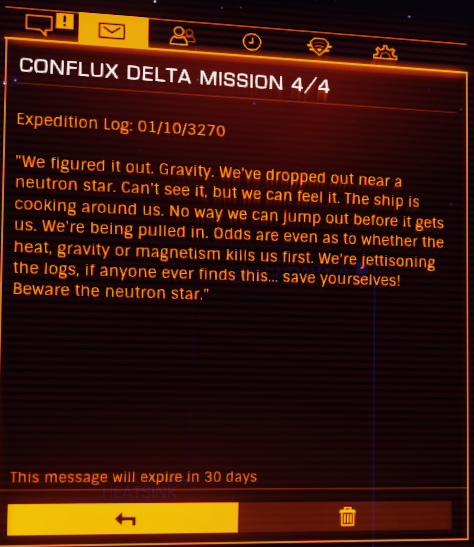 CONFLUX DELTA MISSION 4/4
Expedition Log: 01/10/3270
"We figured it out. Gravity. We've dropped out near a
neutron star. Can't see it, but we can feel it. The ship is
cooking around us. No way we can jump out before it gets
us. We're being pulled in. Odds are even as to whether the
heat, gravity or magnetism kills us first. We're jettisoning
the logs, if anyone ever finds this... save yourselves!
Beware the neutron star."
This message will expire in 30 days
HEATSINK